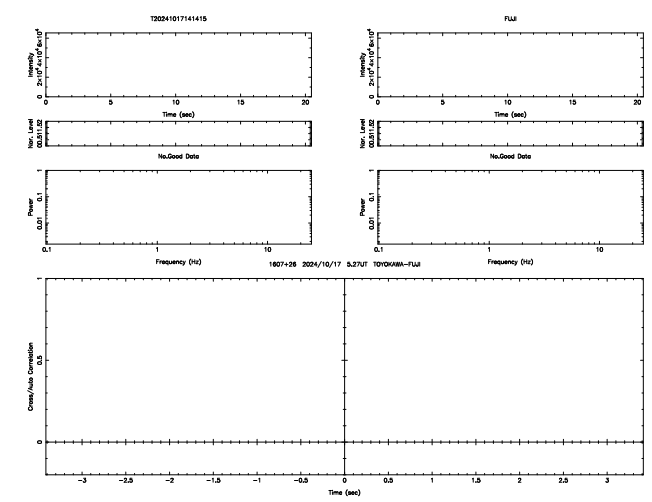 T20241017141415
FUJI
Intensity
0 2×10⁴ 4×10⁴ 6×10⁴
0 5 10 15 20
Time (sec)
Intensity
0 2×10⁴ 4×10⁴ 6×10⁴
0 5 10 15 20
Time (sec)
Nor. Level
00.511.52
Nor. Level
00.511.52
No.Good Data
No.Good Data
Power
0.01 0.1 1
0.1 1 10
Frequency (Hz)
Power
0.01 0.1 1
0.1 1 10
Frequency (Hz)
1607+26 2024/10/17 5.27UT TOYOKAWA-FUJI
Cross/Auto Correlation
0 0.5 1
-3 -2.5 -2 -1.5 -1 -0.5 0 0.5 1 1.5 2 2.5 3
Time (sec)